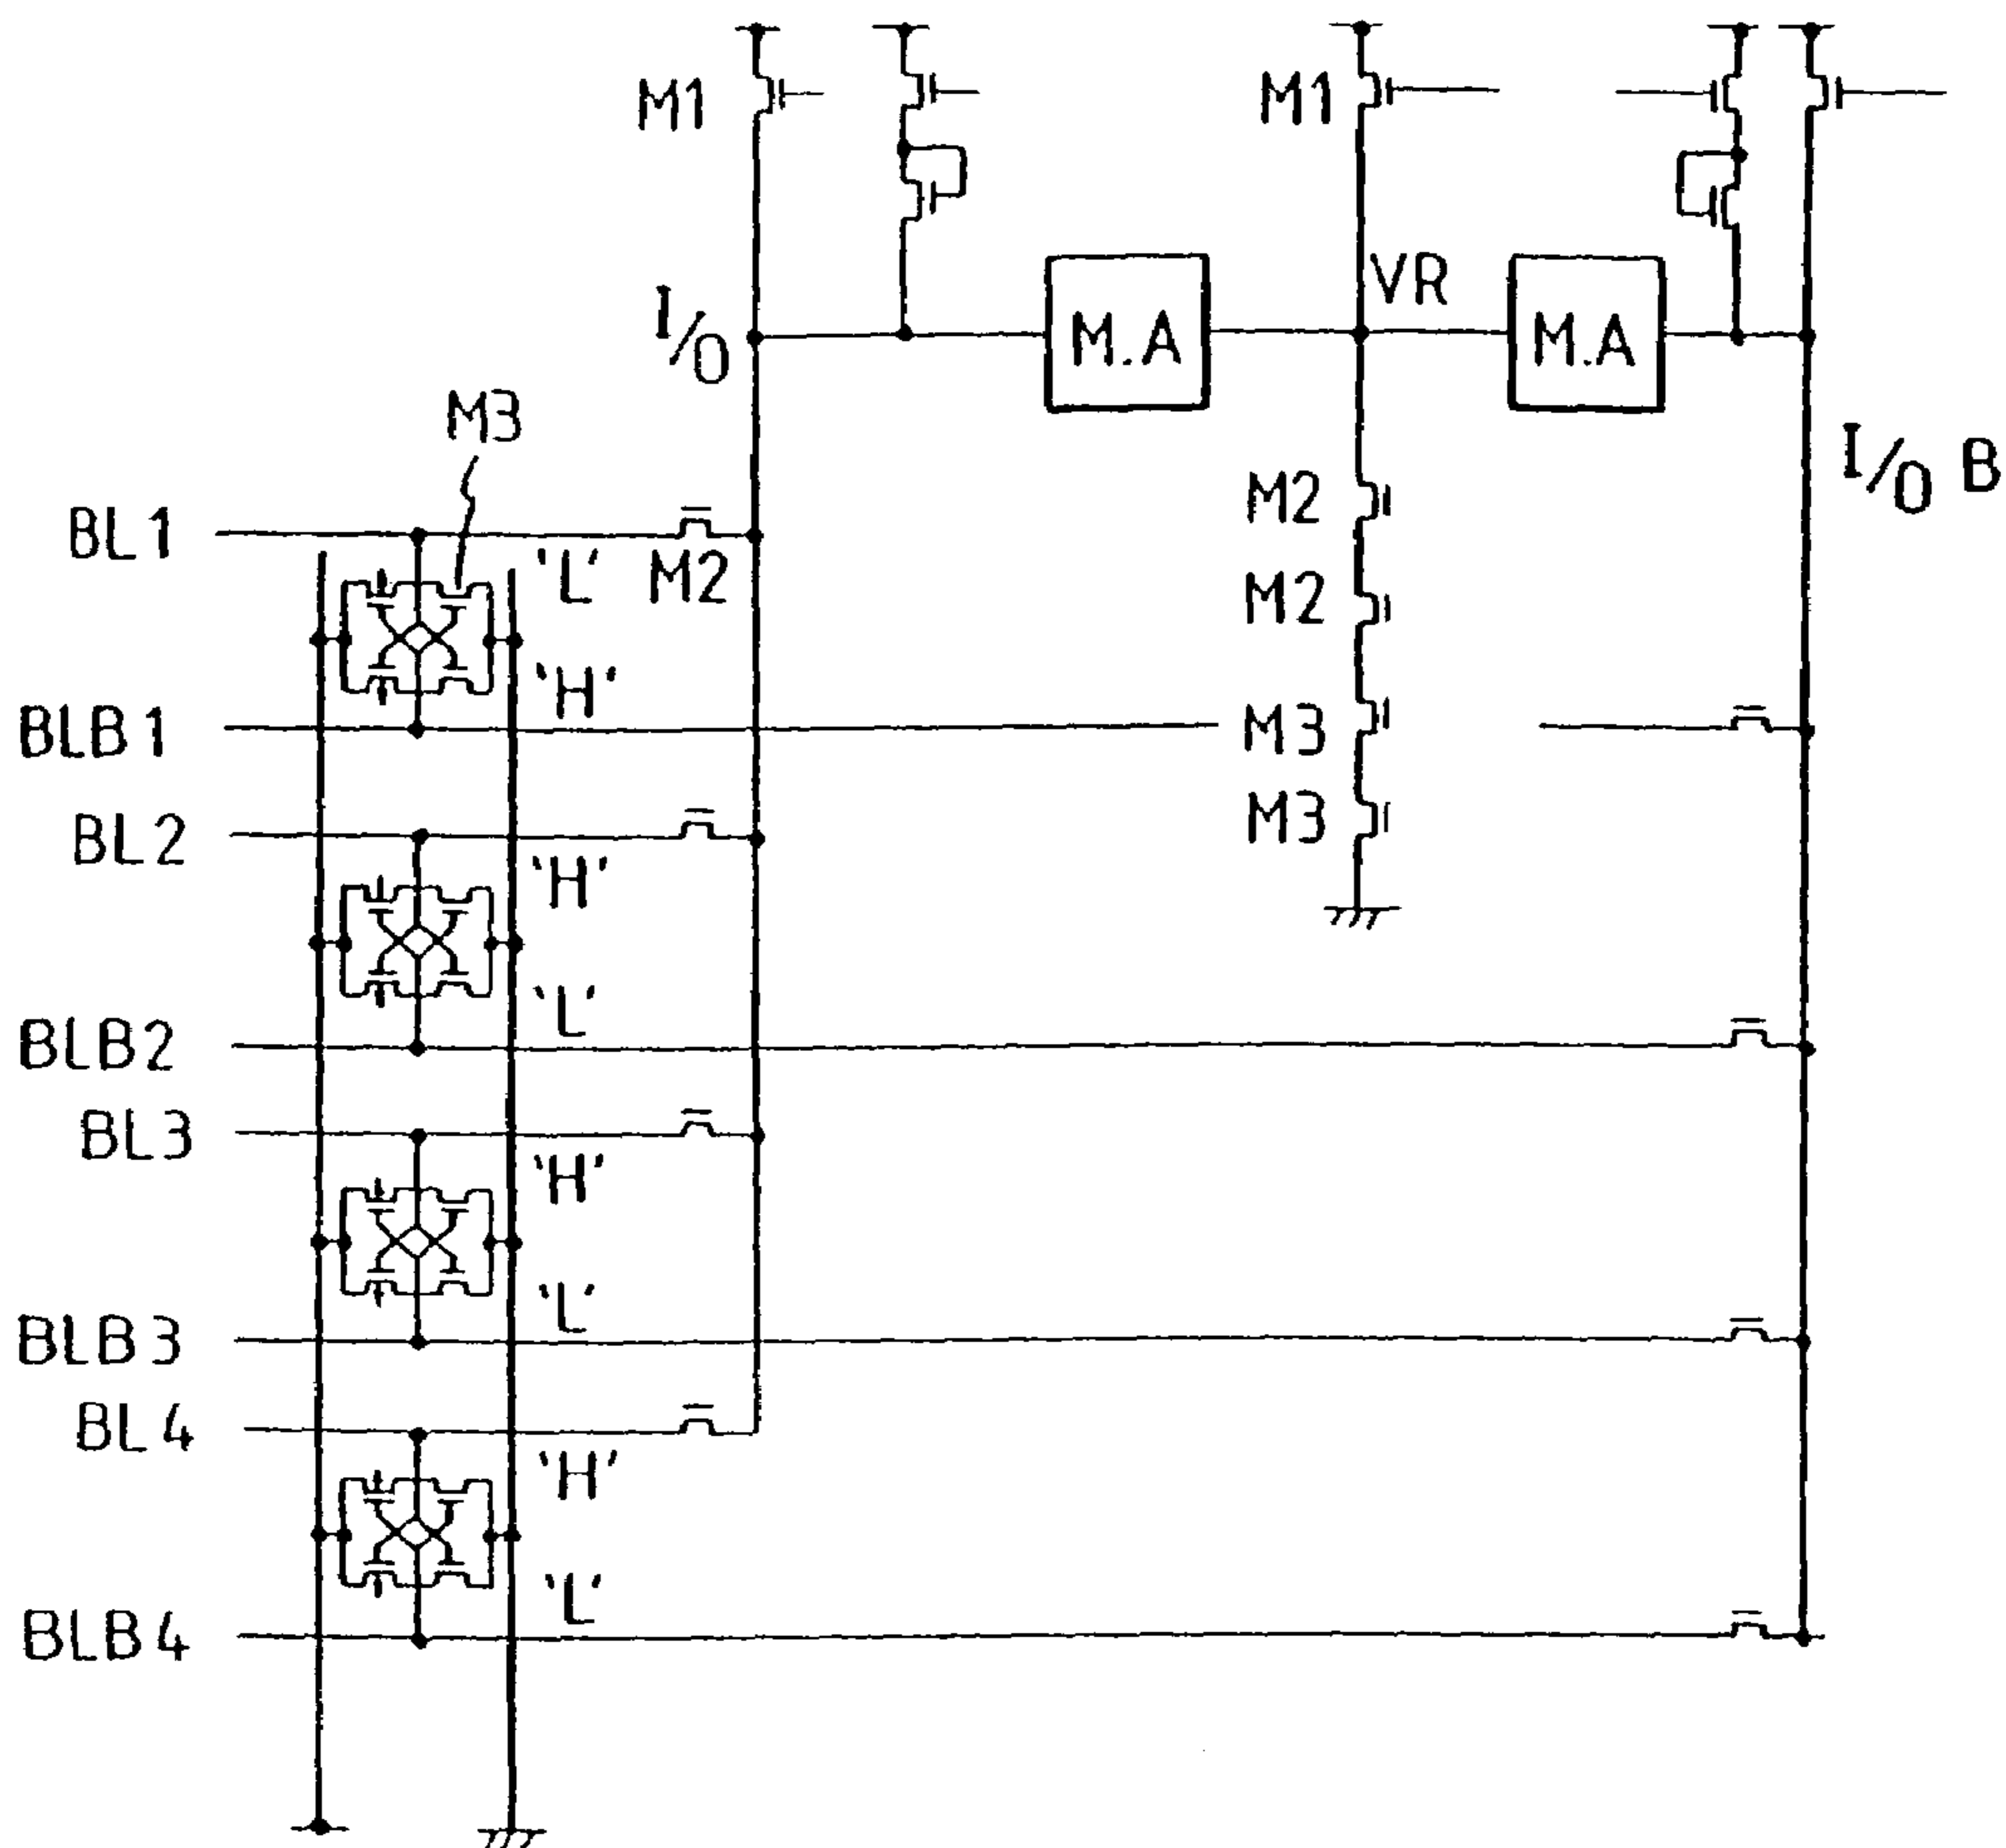 M1
M1
I/O
VR
M.A
M.A
M3
I/O B
BL1
'L'
M2
M2
M2
'H'
BLB1
M3
BL2
M3
'H'
'L'
BLB2
BL3
'H'
'L'
BLB3
BL4
'H'
'L'
BLB4